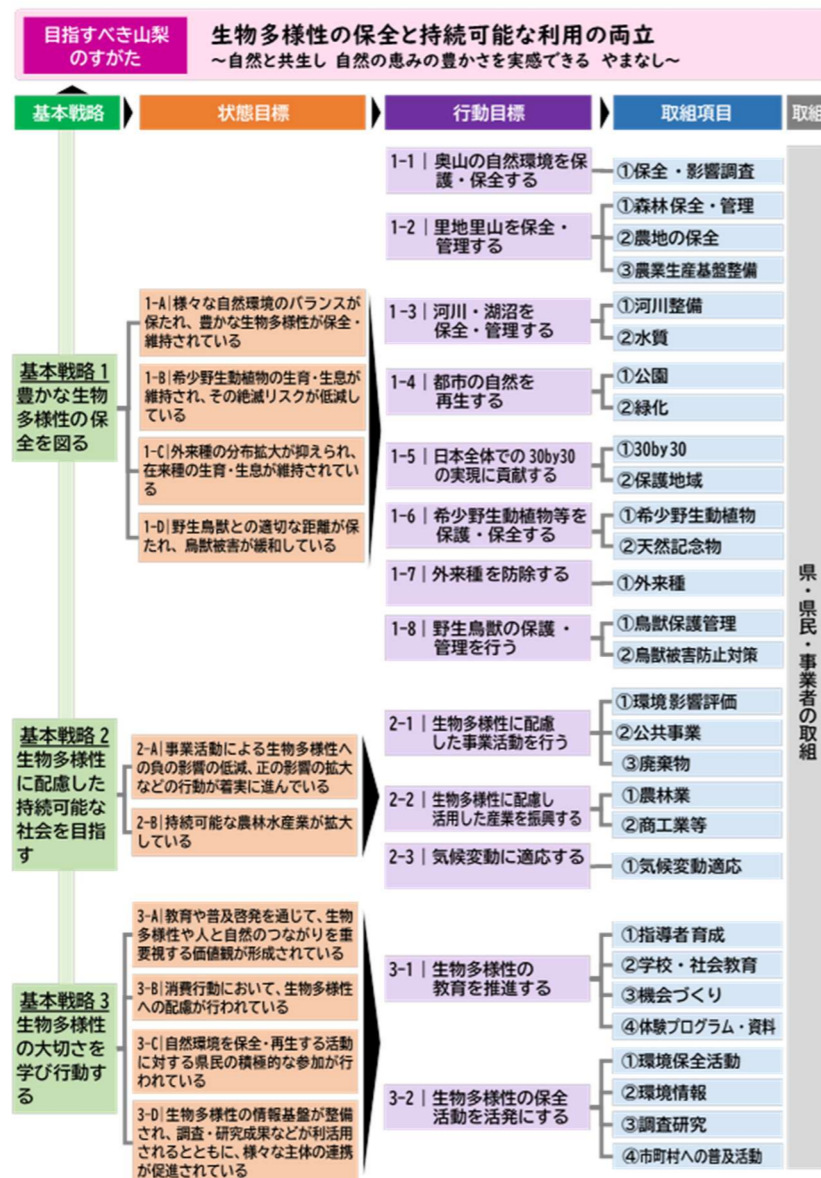 目指すべき山梨
のすがた
生物多様性の保全と持続可能な利用の両立
～自然と共生し 自然の恵みの豊かさを実感できる やまなし～
基本戦略
状態目標
行動目標
取組項目
取組
基本戦略1
豊かな生物
多様性の保
全を図る
1-A|様々な自然環境のバランスが
保たれ、豊かな生物多様性が保全・
維持されている
1-B|希少野生動植物の生育・生息が
維持され、その絶滅リスクが低減し
ている
1-C|外来種の分布拡大が抑えられ、
在来種の生育・生息が維持されてい
る
1-D|野生鳥獣との適切な距離が保
たれ、鳥獣被害が緩和している
1-1｜奥山の自然環境を保
護・保全する
①保全・影響調査
1-2｜里地里山を保全・
管理する
①森林保全・管理
②農地の保全
③農業生産基盤整備
1-3｜河川・湖沼を
保全・管理する
①河川整備
②水質
1-4｜都市の自然を
再生する
①公園
②緑化
1-5｜日本全体での30by30
の実現に貢献する
①30by30
②保護地域
1-6｜希少野生動植物等を
保護・保全する
①希少野生動植物
②天然記念物
1-7｜外来種を防除する
①外来種
1-8｜野生鳥獣の保護・
管理を行う
①鳥獣保護管理
②鳥獣被害防止対策
基本戦略2
生物多様性
に配慮した
持続可能な
社会を目指
す
2-A|事業活動による生物多様性へ
の負の影響の低減、正の影響の拡大
などの行動が着実に進んでいる
2-B|持続可能な農林水産業が拡大
している
2-1｜生物多様性に配慮
した事業活動を行う
①環境影響評価
②公共事業
③廃棄物
2-2｜生物多様性に配慮し
活用した産業を振興する
①農林業
②商工業等
2-3｜気候変動に適応する
①気候変動適応
基本戦略3
生物多様性
の大切さを
学び行動す
る
3-A|教育や普及啓発を通じて、生物
多様性や人と自然のつながりを重
要視する価値観が形成されている
3-B|消費行動において、生物多様性
への配慮が行われている
3-C|自然環境を保全・再生する活動
に対する県民の積極的な参加が行
われている
3-D|生物多様性の情報基盤が整備
され、調査・研究成果などが利活用
されるとともに、様々な主体の連携
が促進されている
3-1｜生物多様性の
教育を推進する
①指導者育成
②学校・社会教育
③機会づくり
④体験プログラム・資料
3-2｜生物多様性の保全
活動を活発にする
①環境保全活動
②環境情報
③調査研究
④市町村への普及活動
県・県民・事業者の取組